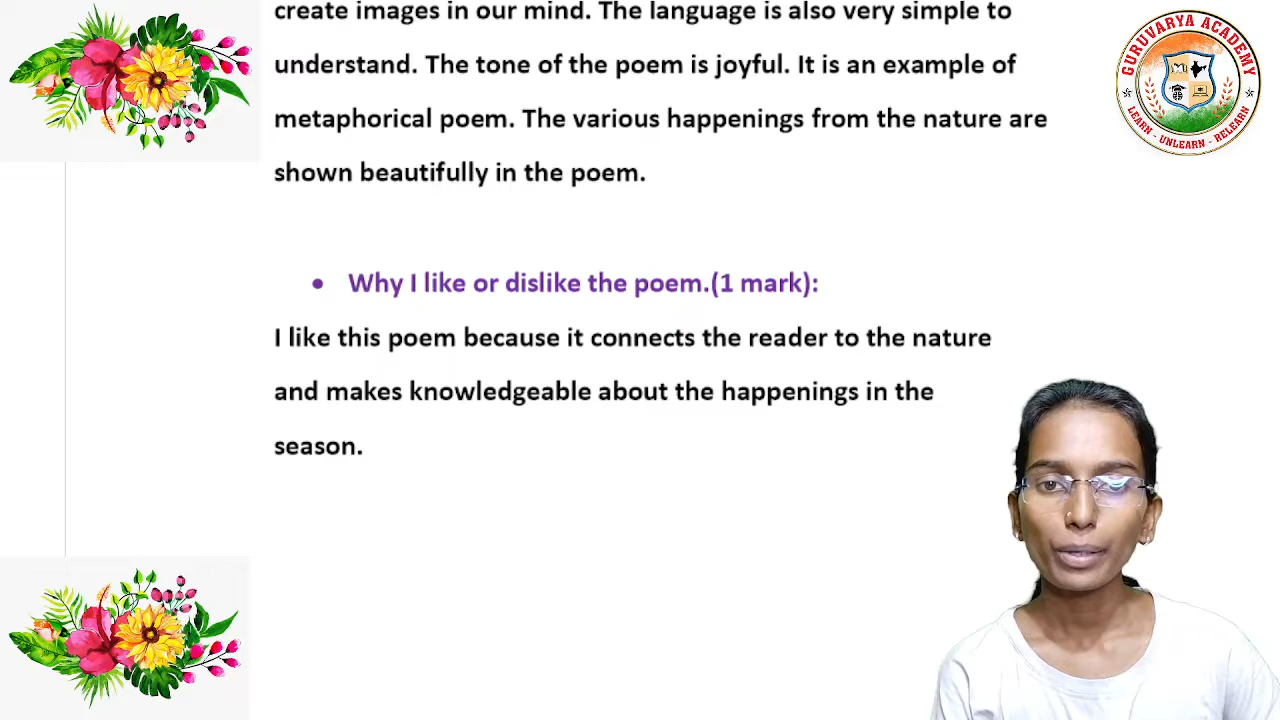 create images in our mind. The language is also very simple to
understand. The tone of the poem is joyful. It is an example of
metaphorical poem. The various happenings from the nature are
shown beautifully in the poem.
• Why I like or dislike the poem.(1 mark):
I like this poem because it connects the reader to the nature
and makes knowledgeable about the happenings in the
season.
GURUVARYA ACADEMY
LEARN - UNLEARN - RELEARN